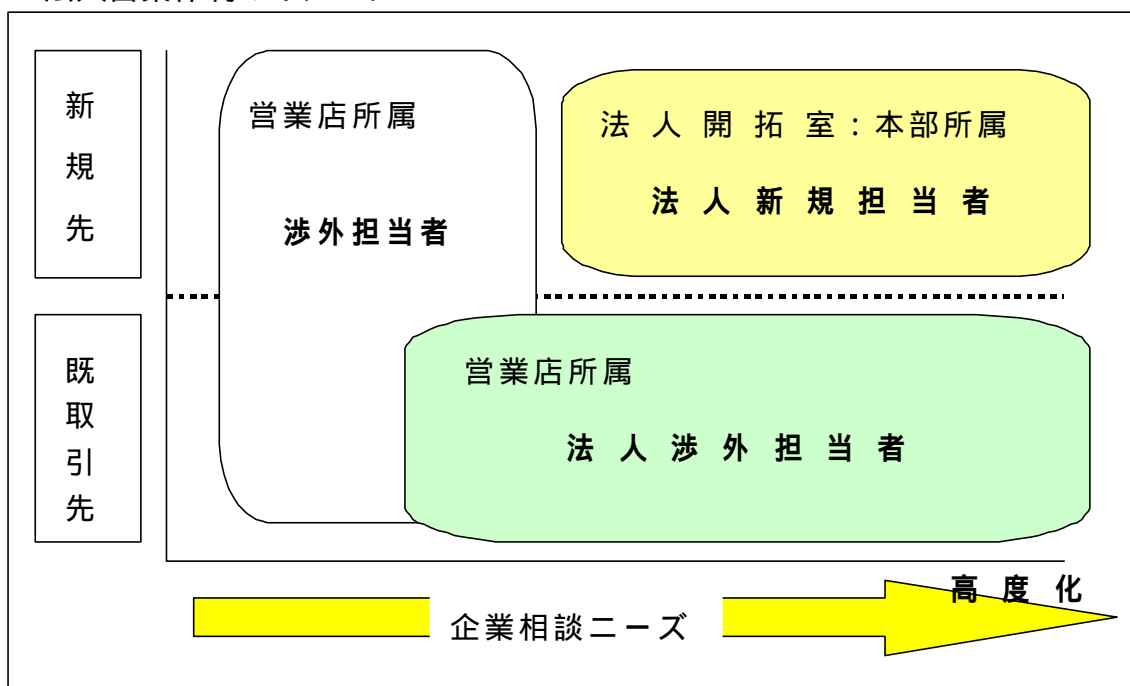 新規先
営業店所属
渉外担当者
法人開拓室：本部所属
法人新規担当者
既取引先
営業店所属
法人渉外担当者
高度化
企業相談ニーズ